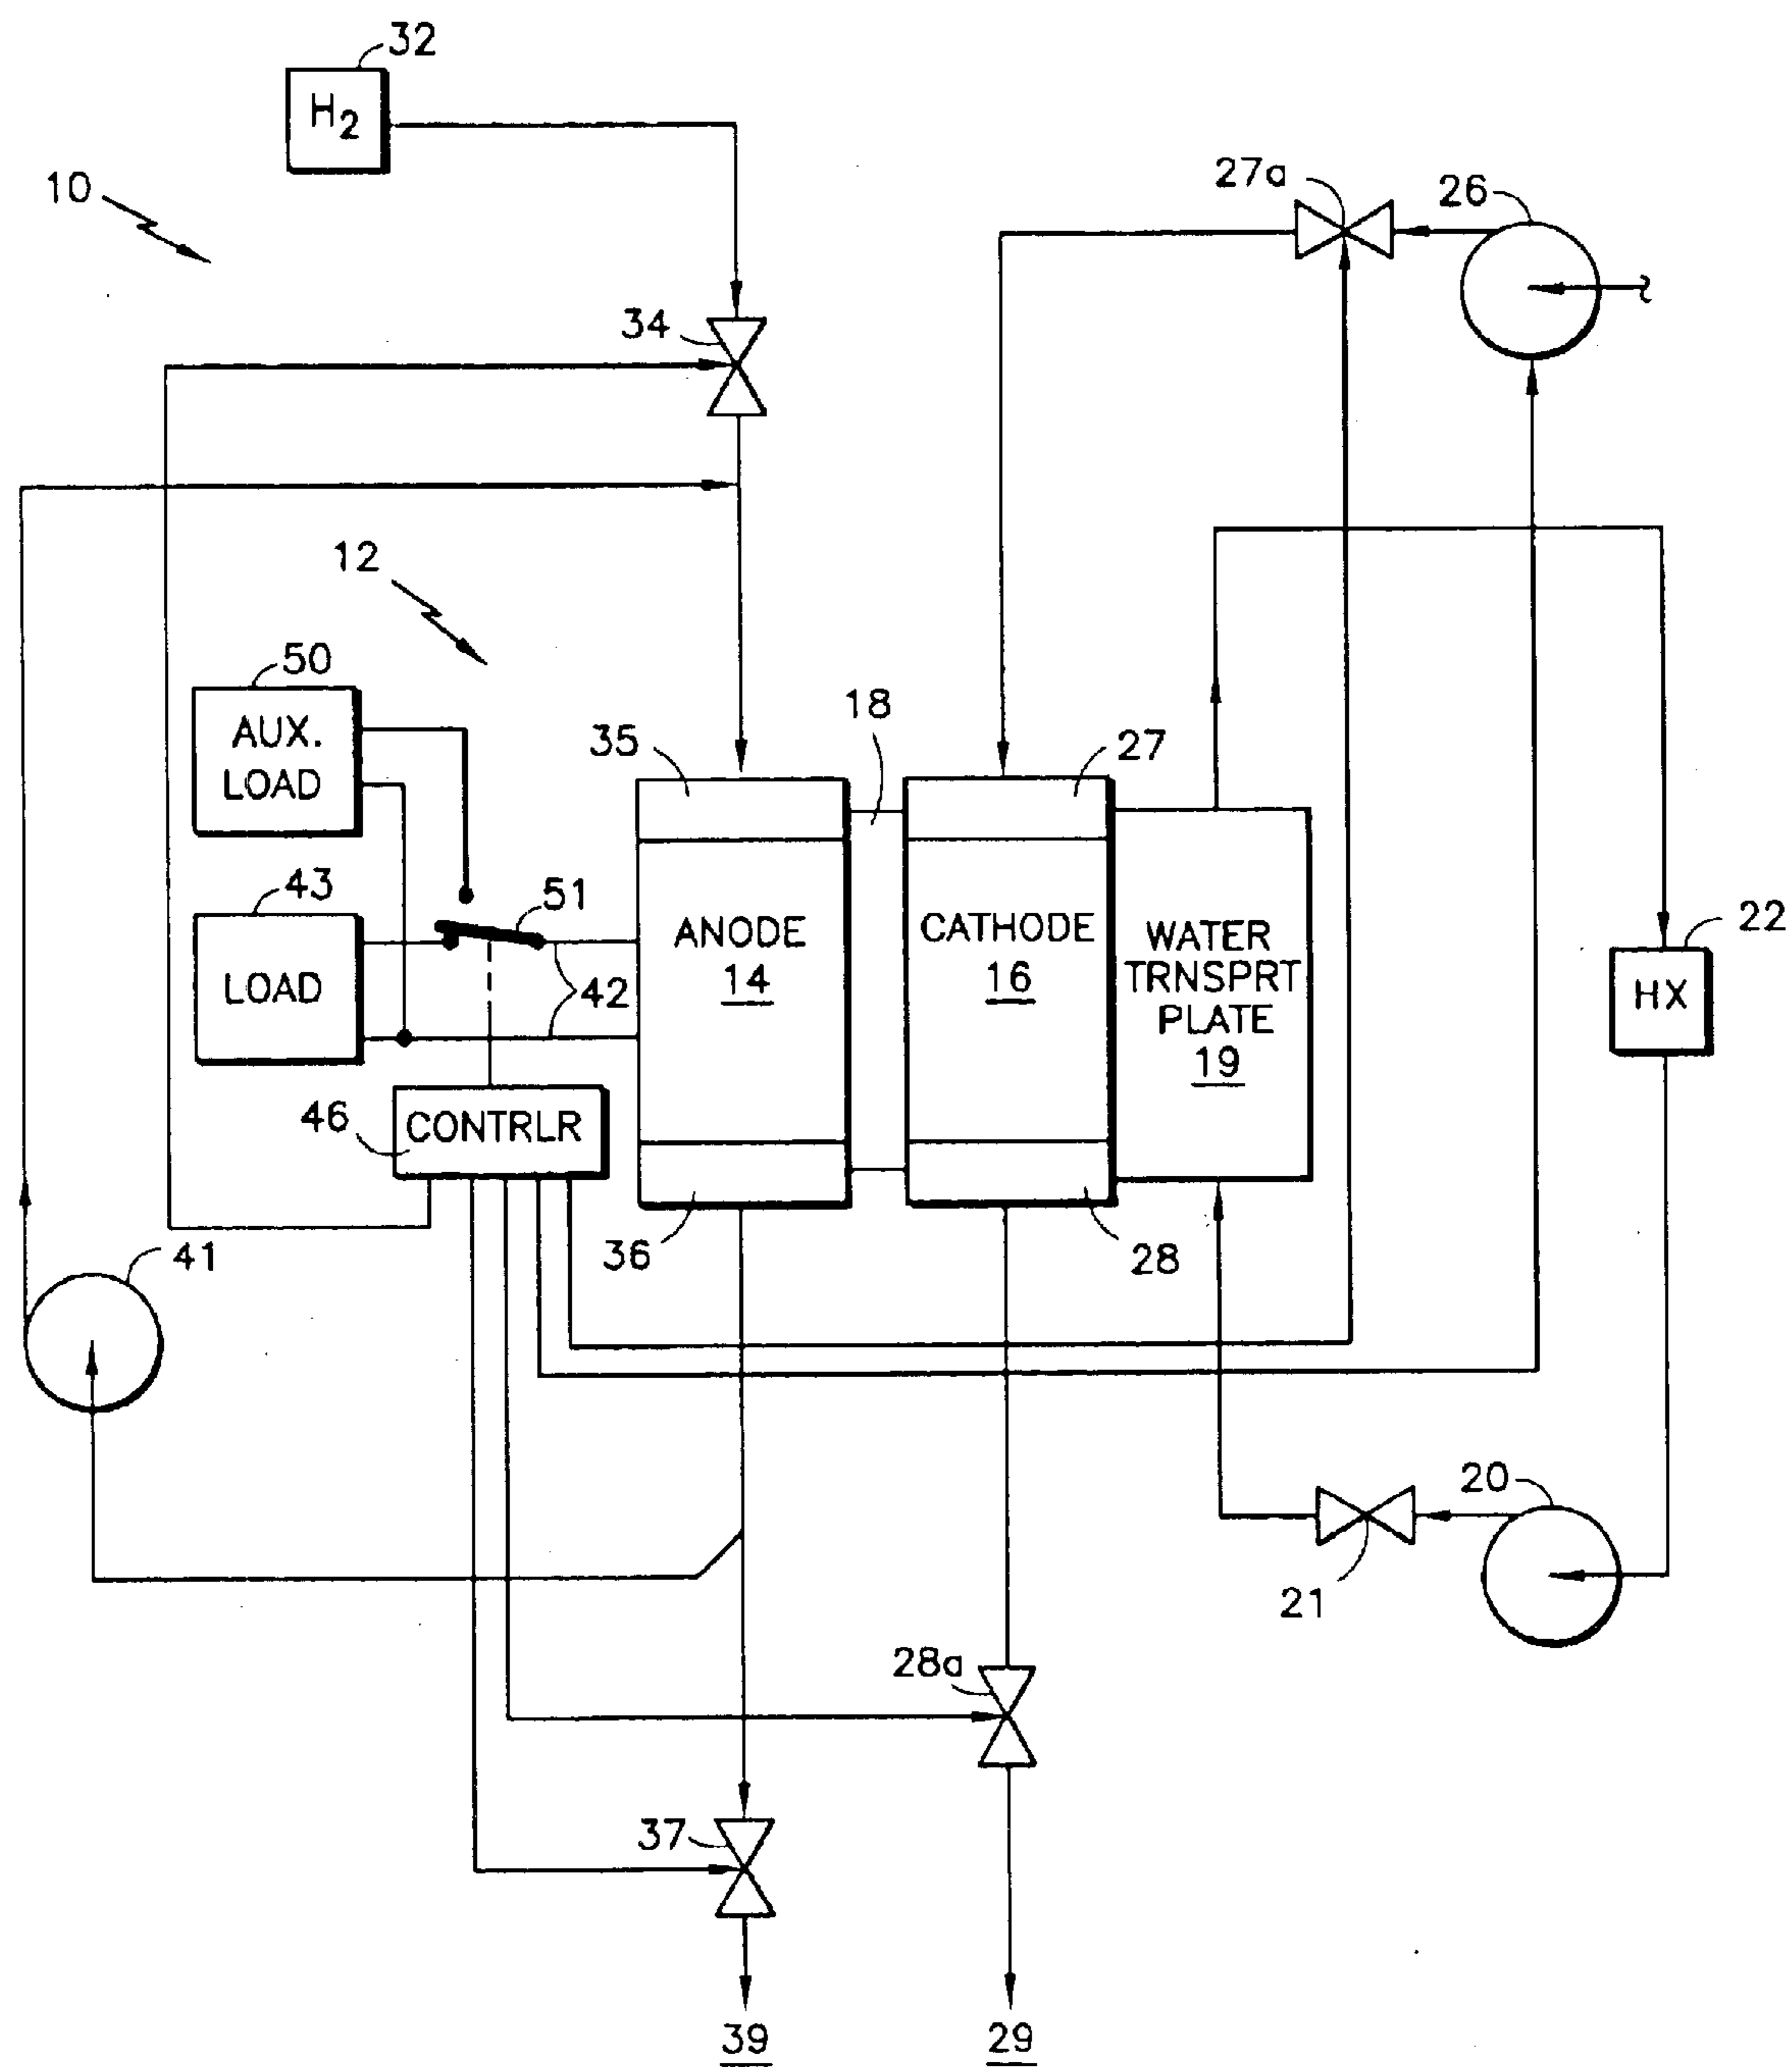 32
H2
10
27a
26
34
12
50
AUX.
LOAD
18
35
27
43
51
LOAD
42
ANODE
14
CATHODE
16
WATER
TRNSPRT
PLATE
19
22
HX
46
CONTRLR
41
36
28
20
21
28a
37
39
29